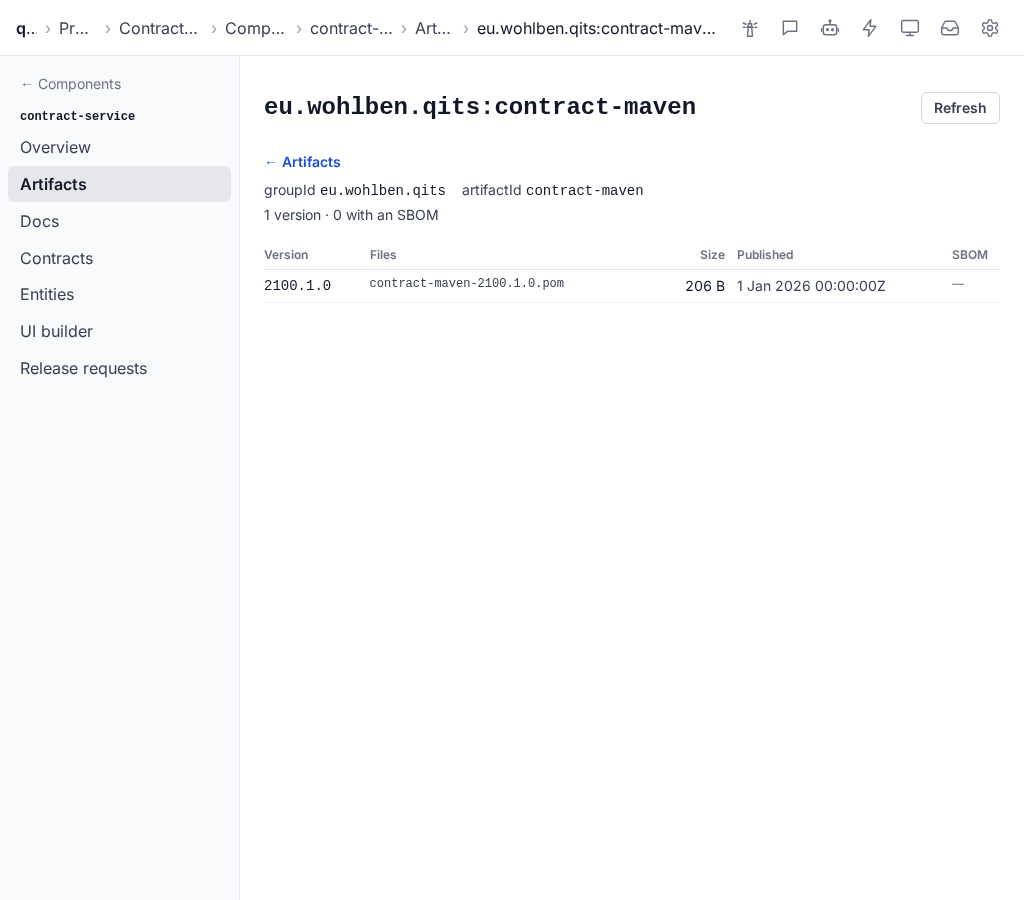 q... › Pr... › Contract... › Comp... › contract-... › Art... › eu.wohlben.qits:contract-mav...
← Components
contract-service
Overview
Artifacts
Docs
Contracts
Entities
UI builder
Release requests
eu.wohlben.qits:contract-maven
Refresh
← Artifacts
groupId eu.wohlben.qits artifactId contract-maven
1 version · 0 with an SBOM
Version Files Size Published SBOM
2100.1.0 contract-maven-2100.1.0.pom 206 B 1 Jan 2026 00:00:00Z —